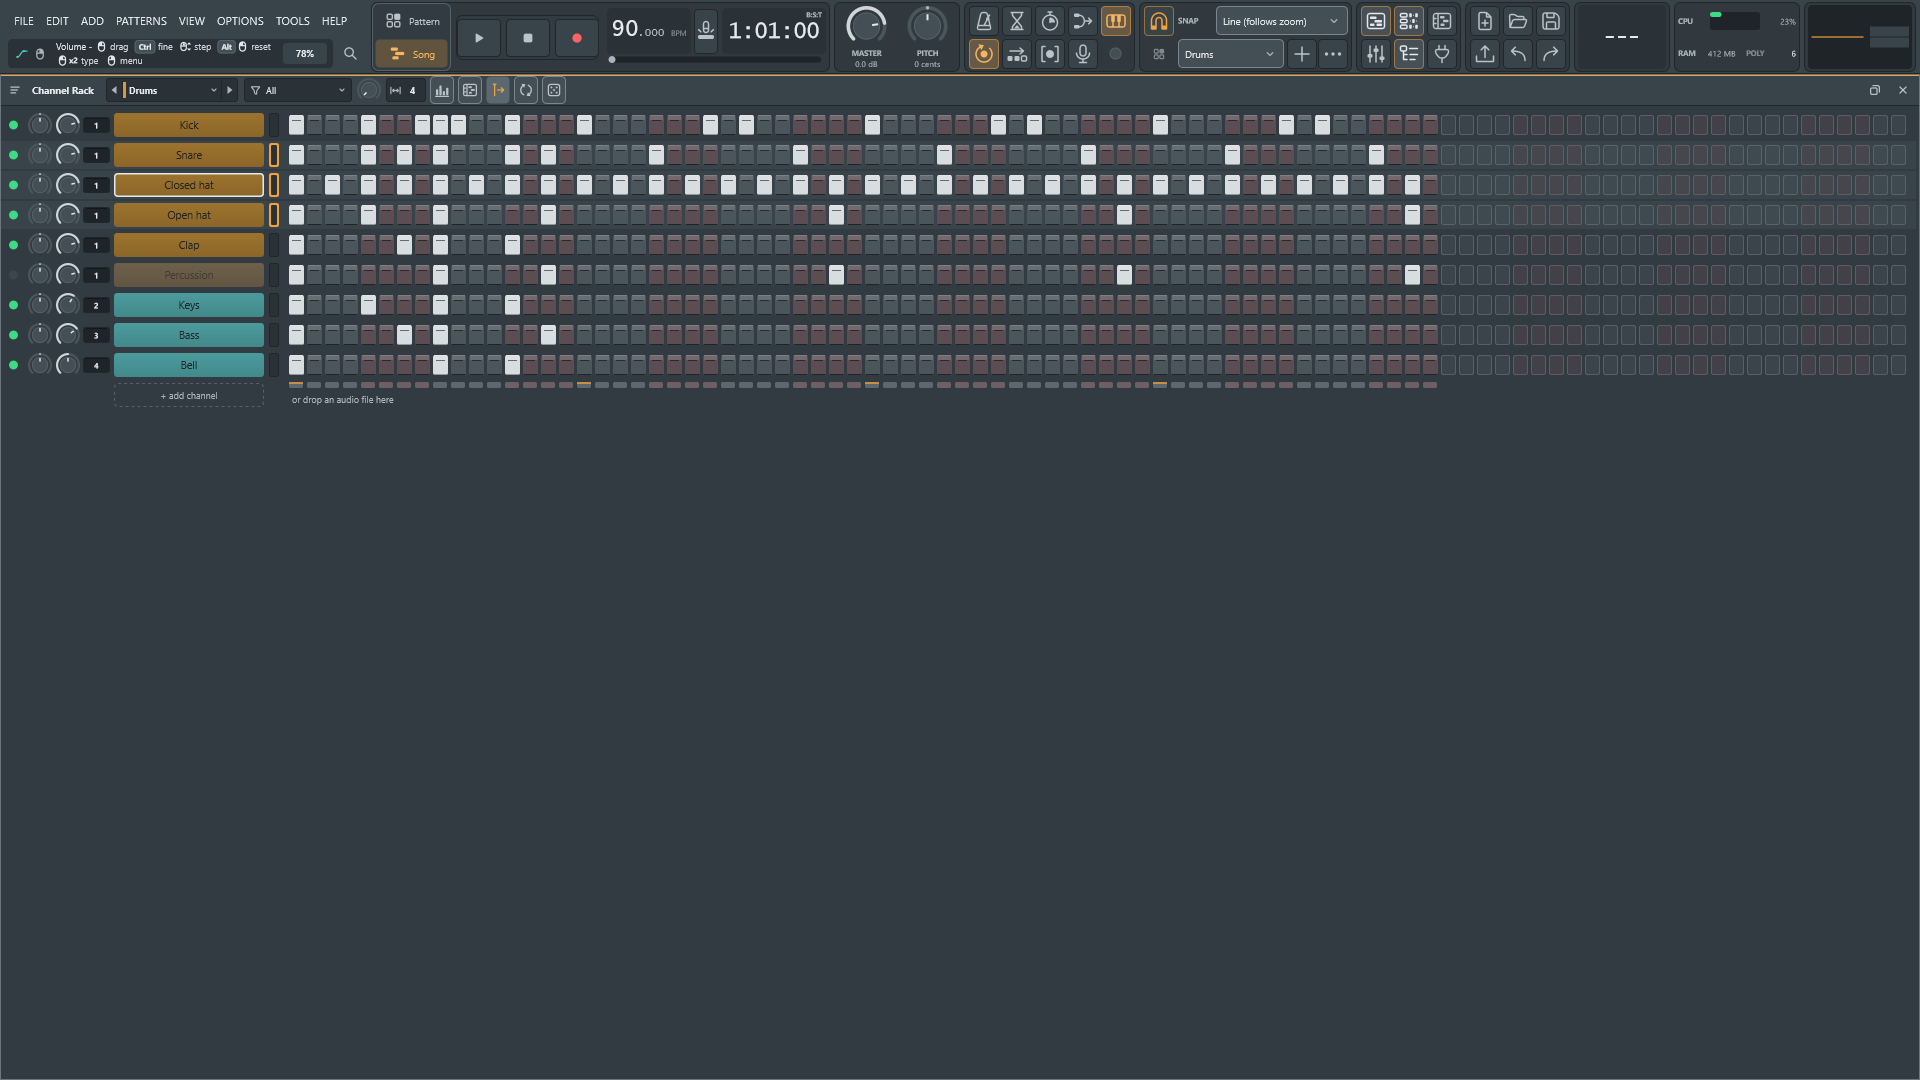 FILE EDIT ADD PATTERNS VIEW OPTIONS TOOLS HELP
Volume - drag Ctrl fine step Alt reset
x2 type menu
78%
Pattern
Song
90.000 BPM
B:S:T
1:01:00
MASTER
0.0 dB
PITCH
0 cents
SNAP
Line (follows zoom)
Drums
CPU 23%
RAM 412 MB POLY 6
Channel Rack Drums All 4
1 Kick
1 Snare
1 Closed hat
1 Open hat
1 Clap
1 Percussion
2 Keys
3 Bass
4 Bell
+ add channel
or drop an audio file here